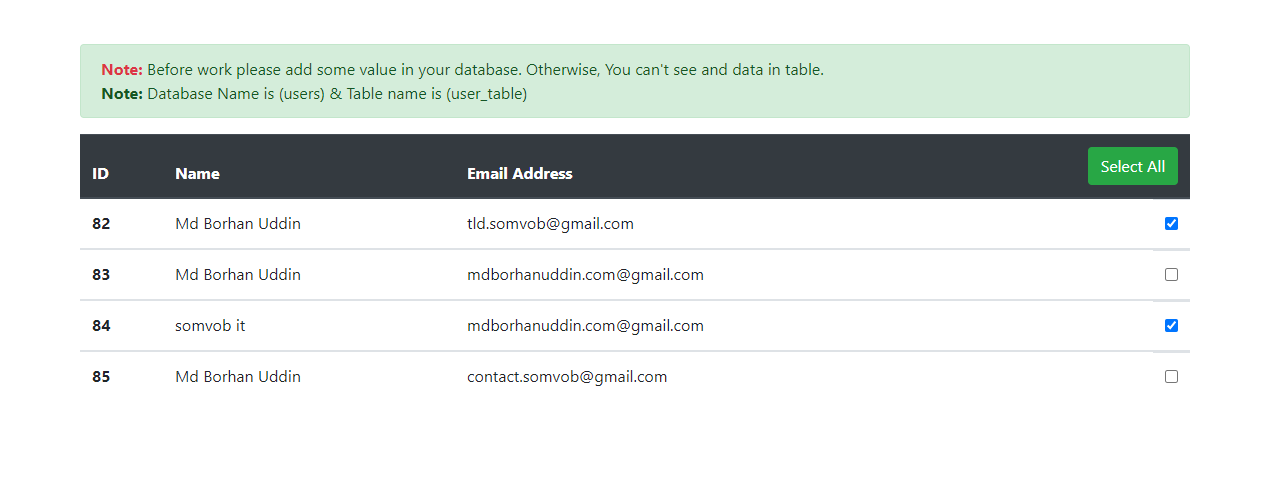 Note: Before work please add some value in your database. Otherwise, You can't see and data in table.
Note: Database Name is (users) & Table name is (user_table)
ID Name Email Address Select All
82 Md Borhan Uddin tld.somvob@gmail.com
83 Md Borhan Uddin mdborhanuddin.com@gmail.com
84 somvob it mdborhanuddin.com@gmail.com
85 Md Borhan Uddin contact.somvob@gmail.com